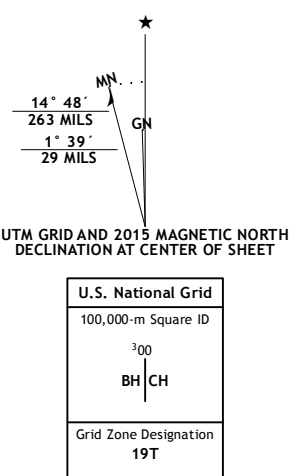 ★
MN
14° 48´
263 MILS
GN
1° 39´
29 MILS
UTM GRID AND 2015 MAGNETIC NORTH
DECLINATION AT CENTER OF SHEET
U.S. National Grid
100,000-m Square ID
³00
BH CH
Grid Zone Designation
19T